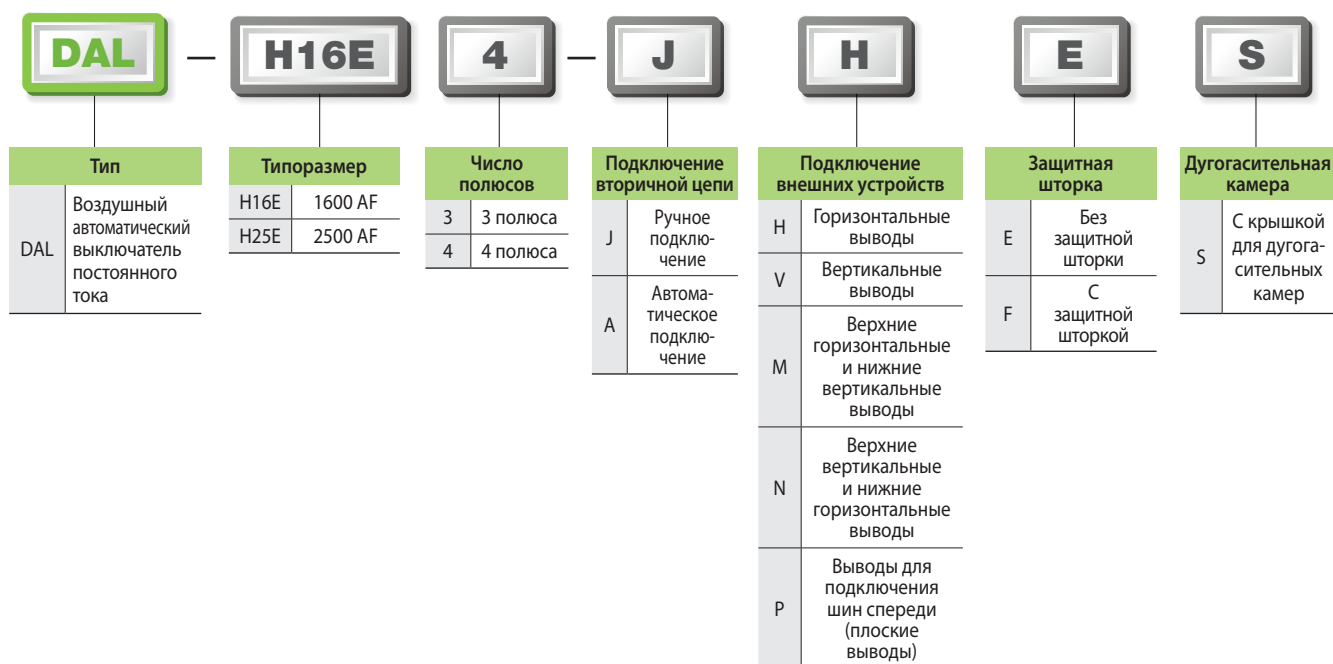 DAL — H16E 4 — J H E S
Тип
DAL
Воздушный
автоматический
выключатель
постоянного
тока
Типоразмер
H16E 1600 AF
H25E 2500 AF
Число
полюсов
3 3 полюса
4 4 полюса
Подключение
вторичной цепи
J
Ручное
подклю-
чение
A
Автома-
тическое
подклю-
чение
Подключение
внешних устройств
H
Горизонтальные
выводы
V
Вертикальные
выводы
M
Верхние
горизонтальные
и нижние
вертикальные
выводы
N
Верхние
вертикальные
и нижние
горизонтальные
выводы
P
Выводы для
подключения
шин спереди
(плоские
выводы)
Защитная
шторка
E
Без
защитной
шторки
F
С
защитной
шторкой
Дугогасительная
камера
S
С крышкой
для дугога-
сительных
камер